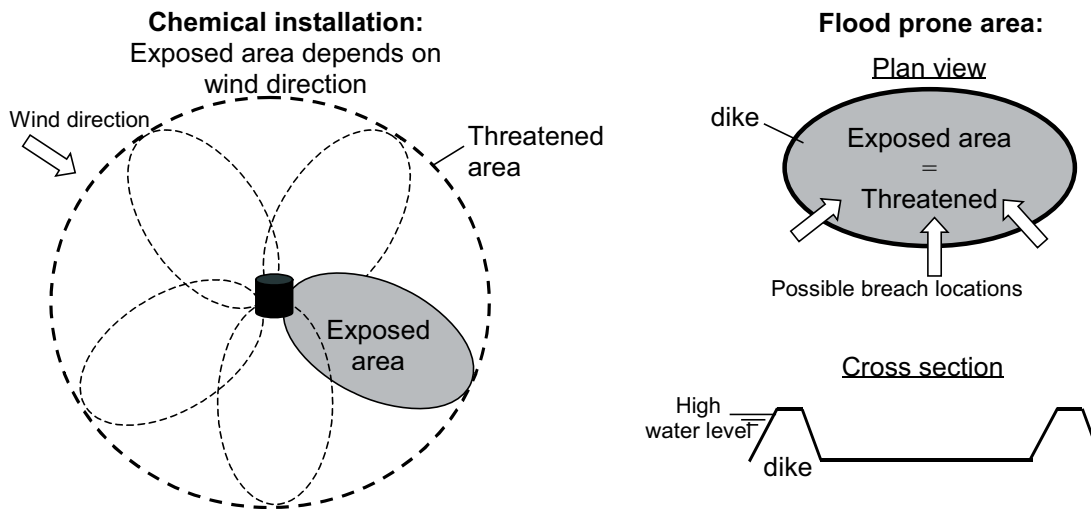 Chemical installation:
Exposed area depends on
wind direction
Wind direction
Threatened
area
Exposed
area
Flood prone area:
Plan view
dike
Exposed area
=
Threatened
Possible breach locations
Cross section
High
water level
dike